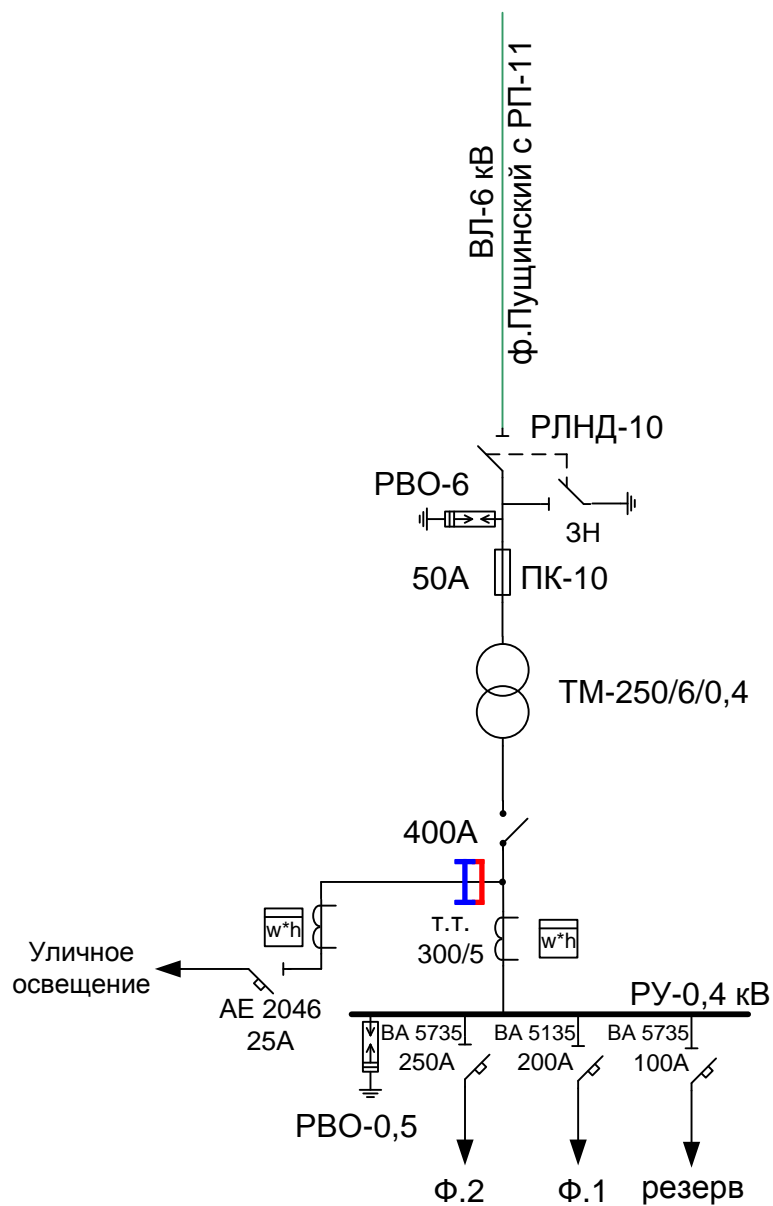 ВЛ-6 кВ
ф.Пущинский с РП-11
РЛНД-10
РВО-6
ЗН
50А
ПК-10
ТМ-250/6/0,4
400А
т.т.
300/5
w*h
w*h
Уличное
освещение
АЕ 2046
25А
РУ-0,4 кВ
ВА 5735
250А
ВА 5135
200А
ВА 5735
100А
РВО-0,5
Ф.2
Ф.1
резерв